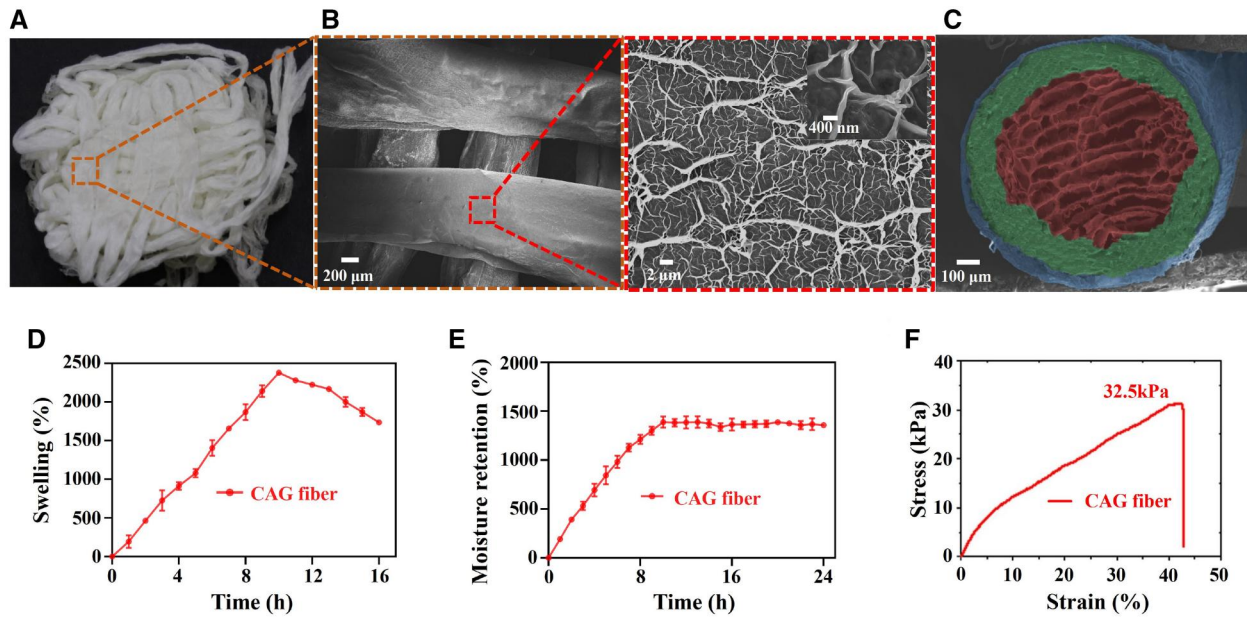 A
B
C
200 μm
400 nm
2 μm
100 μm
D
Swelling (%)
2500
2000
1500
1000
500
0
CAG fiber
0 4 8 12 16
Time (h)
E
Moisture retention (%)
2000
1500
1000
500
0
CAG fiber
0 8 16 24
Time (h)
F
Stress (kPa)
40
30
20
10
0
32.5kPa
CAG fiber
0 10 20 30 40 50
Strain (%)